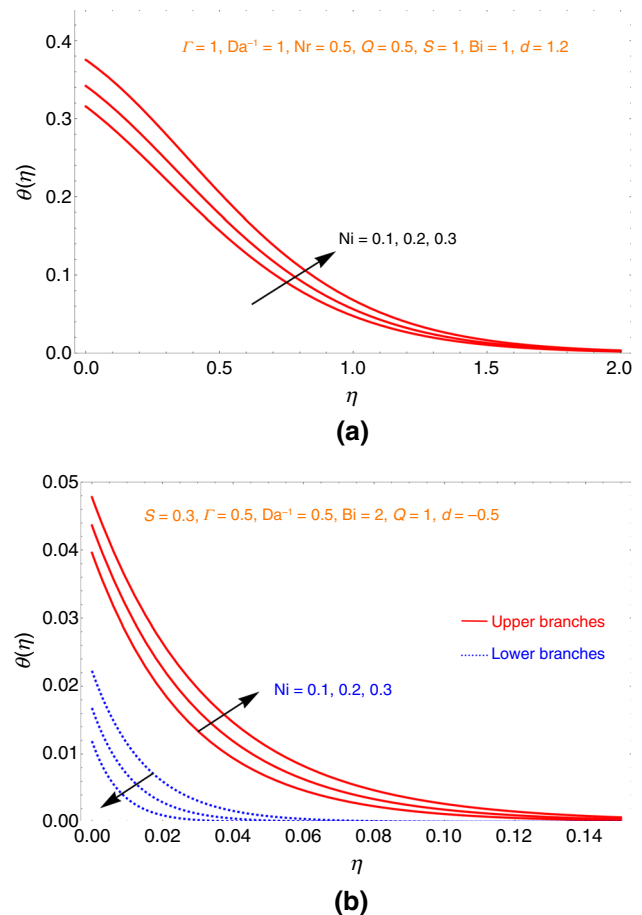 Γ = 1, Da⁻¹ = 1, Nr = 0.5, Q = 0.5, S = 1, Bi = 1, d = 1.2
0.4
0.3
0.2
0.1
0.0
θ(η)
Ni = 0.1, 0.2, 0.3
0.0 0.5 1.0 1.5 2.0
η
(a)
0.05
0.04
0.03
0.02
0.01
0.00
θ(η)
S = 0.3, Γ = 0.5, Da⁻¹ = 0.5, Bi = 2, Q = 1, d = −0.5
Upper branches
Lower branches
Ni = 0.1, 0.2, 0.3
0.00 0.02 0.04 0.06 0.08 0.10 0.12 0.14
η
(b)